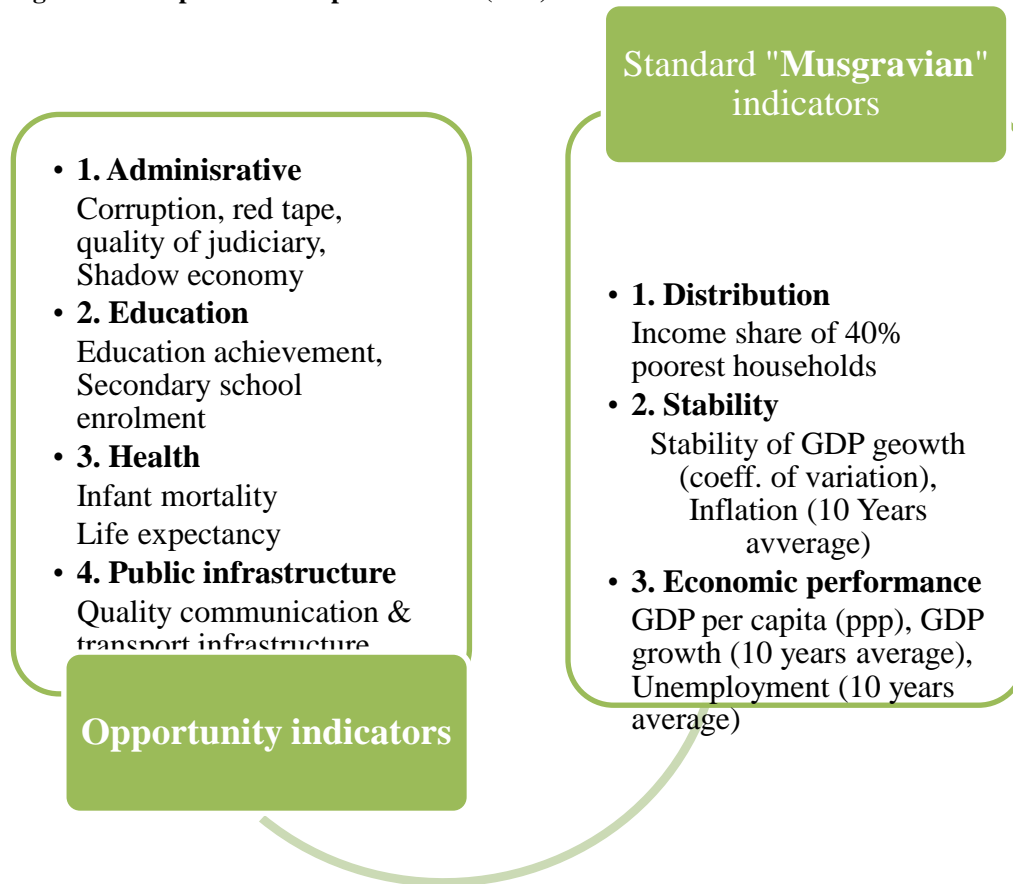 • 1. Adminisrative
Corruption, red tape,
quality of judiciary,
Shadow economy
• 2. Education
Education achievement,
Secondary school
enrolment
• 3. Health
Infant mortality
Life expectancy
• 4. Public infrastructure
Quality communication &
transport infrastructure
Opportunity indicators
Standard "Musgravian"
indicators
• 1. Distribution
Income share of 40%
poorest households
• 2. Stability
Stability of GDP geowth
(coeff. of variation),
Inflation (10 Years
avverage)
• 3. Economic performance
GDP per capita (ppp), GDP
growth (10 years average),
Unemployment (10 years
average)